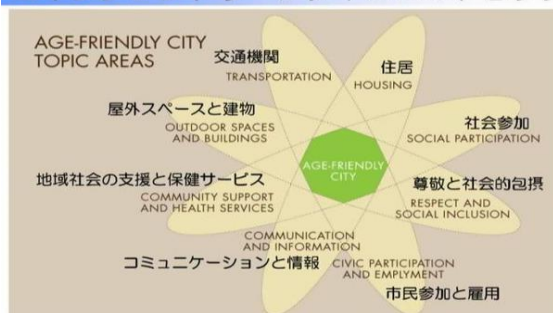 AGE-FRIENDLY CITY
TOPIC AREAS
交通機関
TRANSPORTATION
住居
HOUSING
屋外スペースと建物
OUTDOOR SPACES
AND BUILDINGS
社会参加
SOCIAL PARTICIPATION
AGE-FRIENDLY
CITY
地域社会の支援と保健サービス
COMMUNITY SUPPORT
AND HEALTH SERVICES
尊敬と社会的包摂
RESPECT AND
SOCIAL INCLUSION
COMMUNICATION
AND INFORMATION
コミュニケーションと情報
CIVIC PARTICIPATION
AND EMPLYMENT
市民参加と雇用